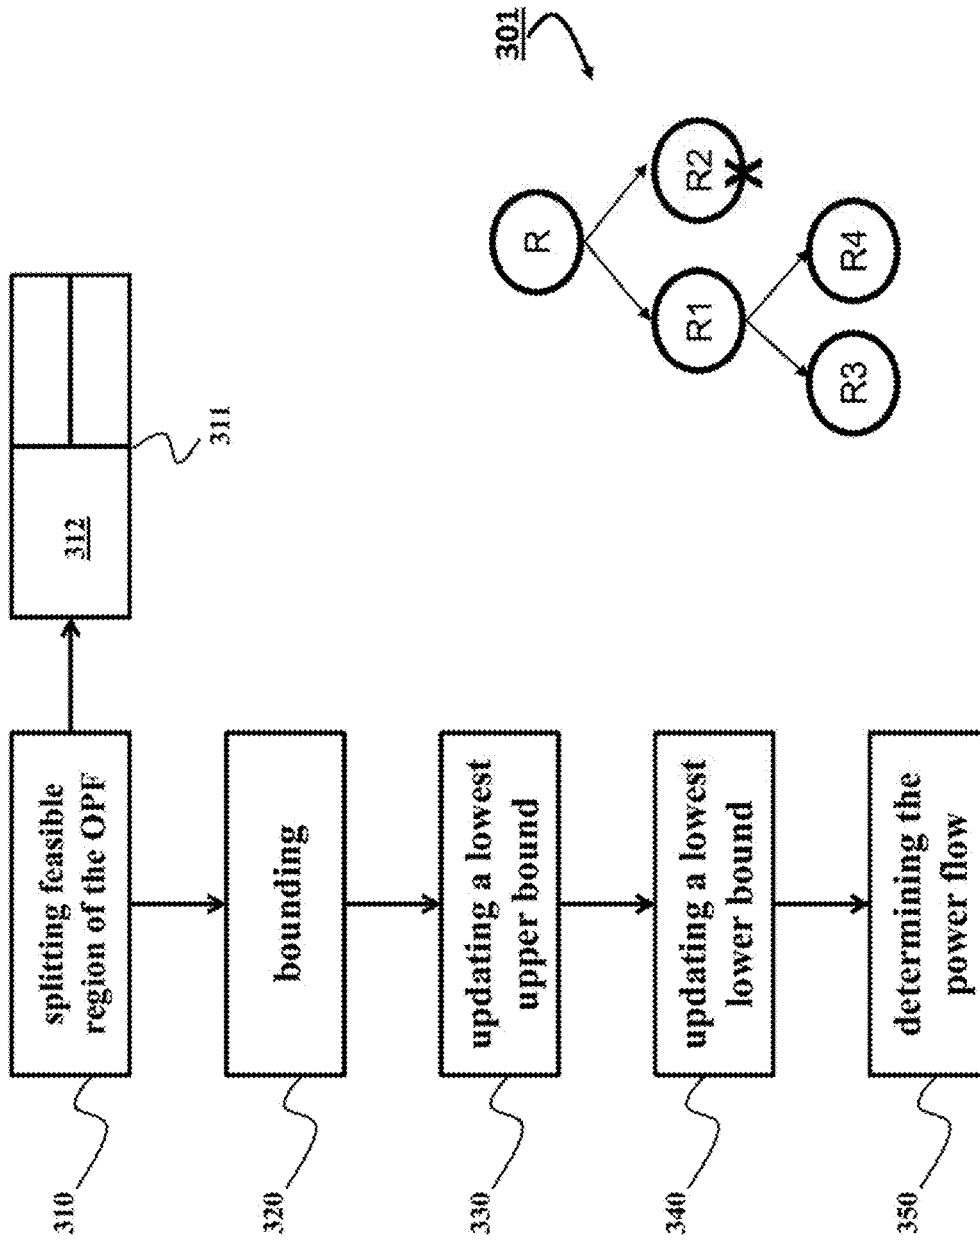 310
splitting feasible
region of the OPF
312
311
320
bounding
330
updating a lowest
upper bound
340
updating a lowest
lower bound
350
determining the
power flow
301
R
R1
R2
X
R3
R4